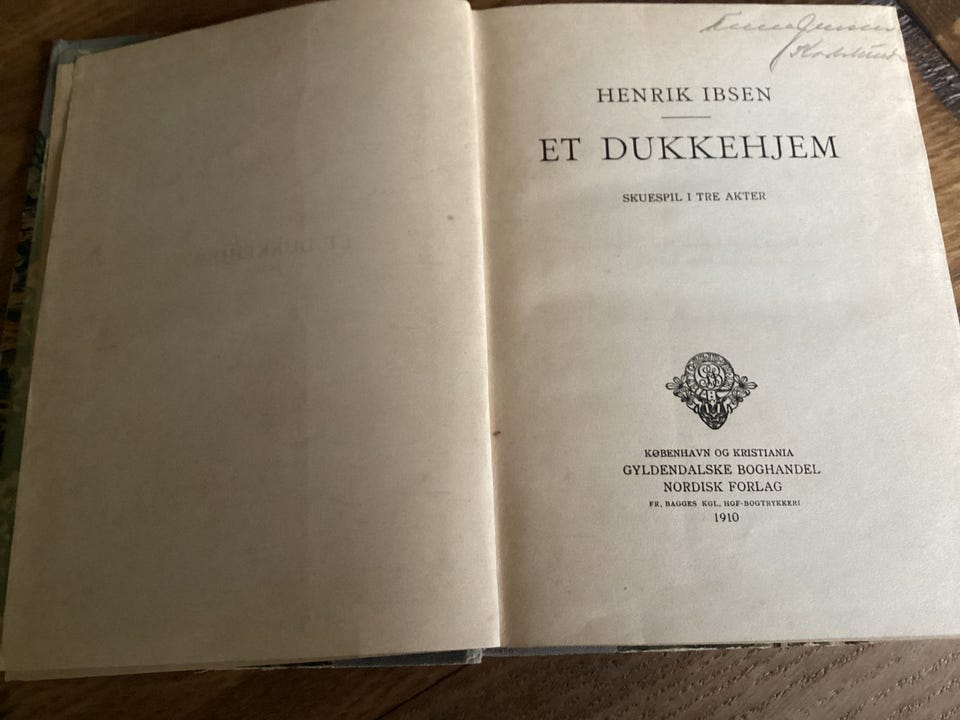 HENRIK IBSEN
ET DUKKEHJEM
SKUESPIL I TRE AKTER
KØBENHAVN OG KRISTIANIA
GYLDENDALSKE BOGHANDEL
NORDISK FORLAG
FR. BAGGES KGL. HOF-BOGTRYKKERI
1910